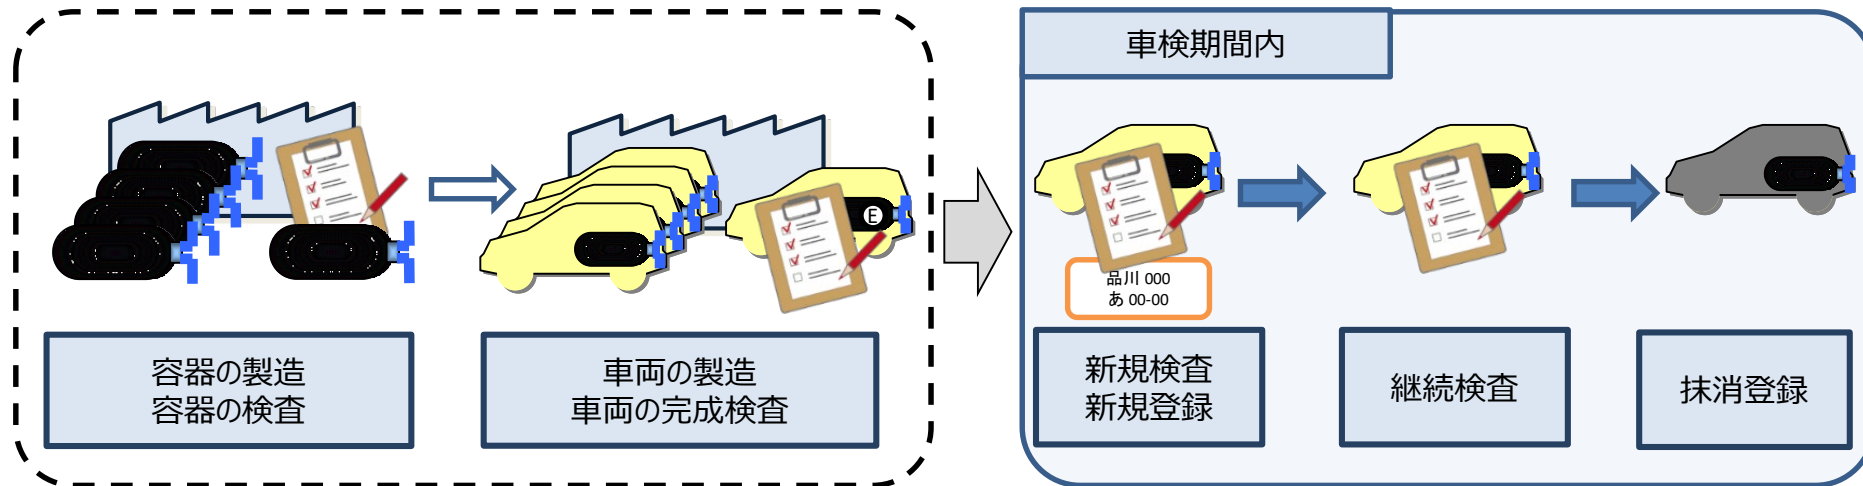 車検期間内
E
品川 000
あ 00-00
容器の製造
容器の検査
車両の製造
車両の完成検査
新規検査
新規登録
継続検査
抹消登録